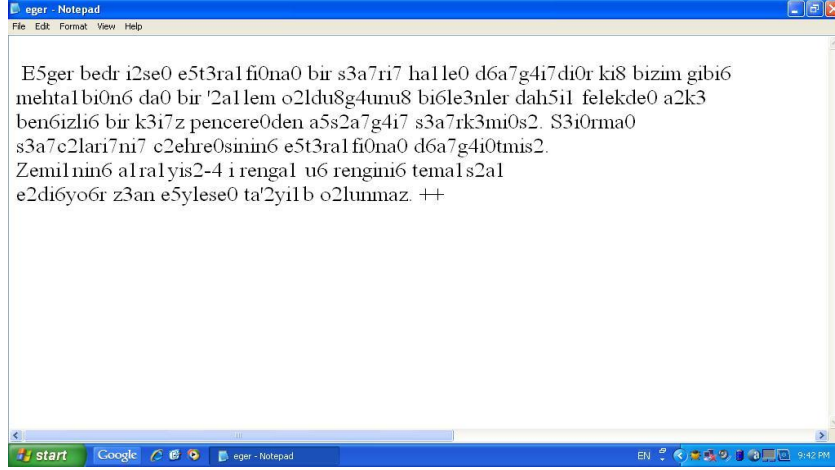 eger - Notepad
File Edit Format View Help
E5ger bedr i2se0 e5t3ra1fi0na0 bir s3a7ri7 ha1le0 d6a7g4i7di0r ki8 bizim gibi6
mehta1bi0n6 da0 bir '2a1lem o2ldu8g4unu8 bi6le3nler dah5i1 felekde0 a2k3
ben6izli6 bir k3i7z pencere0den a5s2a7g4i7 s3a7rk3mi0s2. S3i0rma0
s3a7c2lari7ni7 c2ehre0sinin6 e5t3ra1fi0na0 d6a7g4i0tmis2.
Zemi1nin6 a1ra1yis2-4 i renga1 u6 rengini6 tema1s2a1
e2di6yo6r z3an e5ylese0 ta'2yi1b o2lunmaz. ++
start Google eger - Notepad EN 9:42 PM